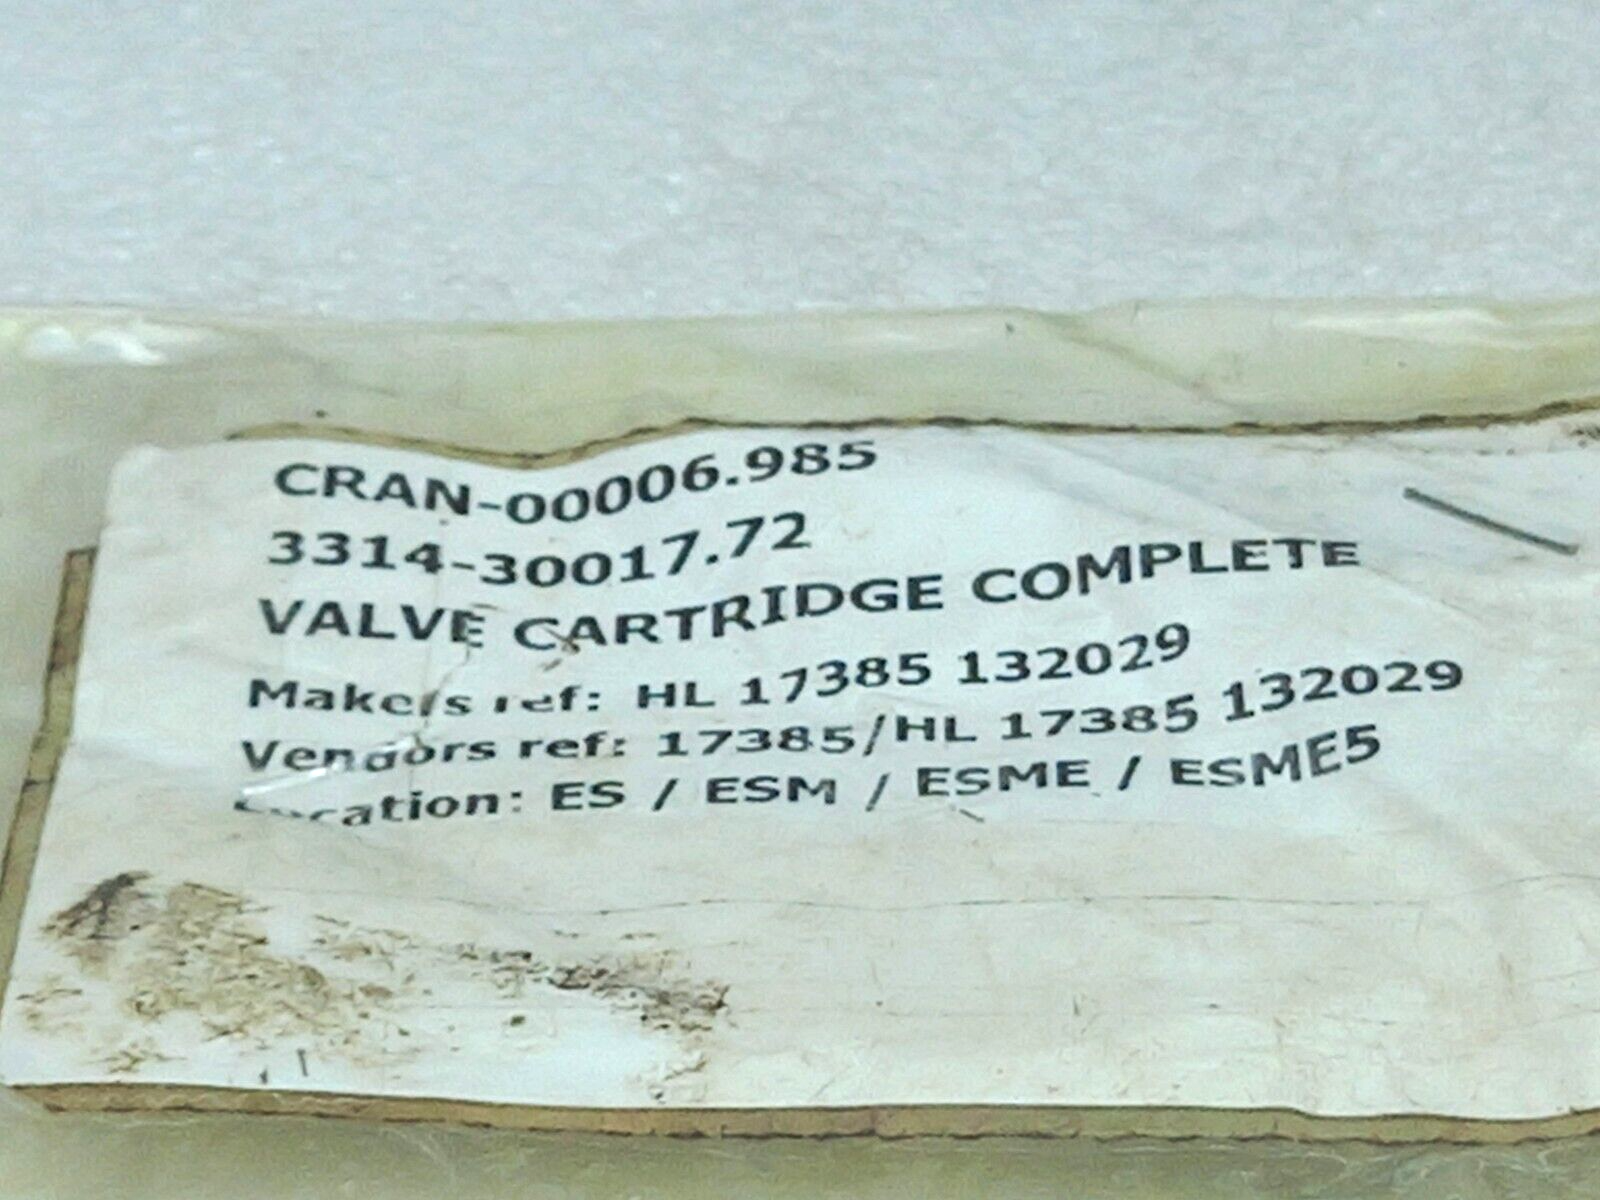 CRAN-00006.985
3314-30017.72
VALVE CARTRIDGE COMPLETE
Makers ref: HL 17385 132029
Vendors ref: 17385/HL 17385 132029
Location: ES / ESM / ESME / ESME5